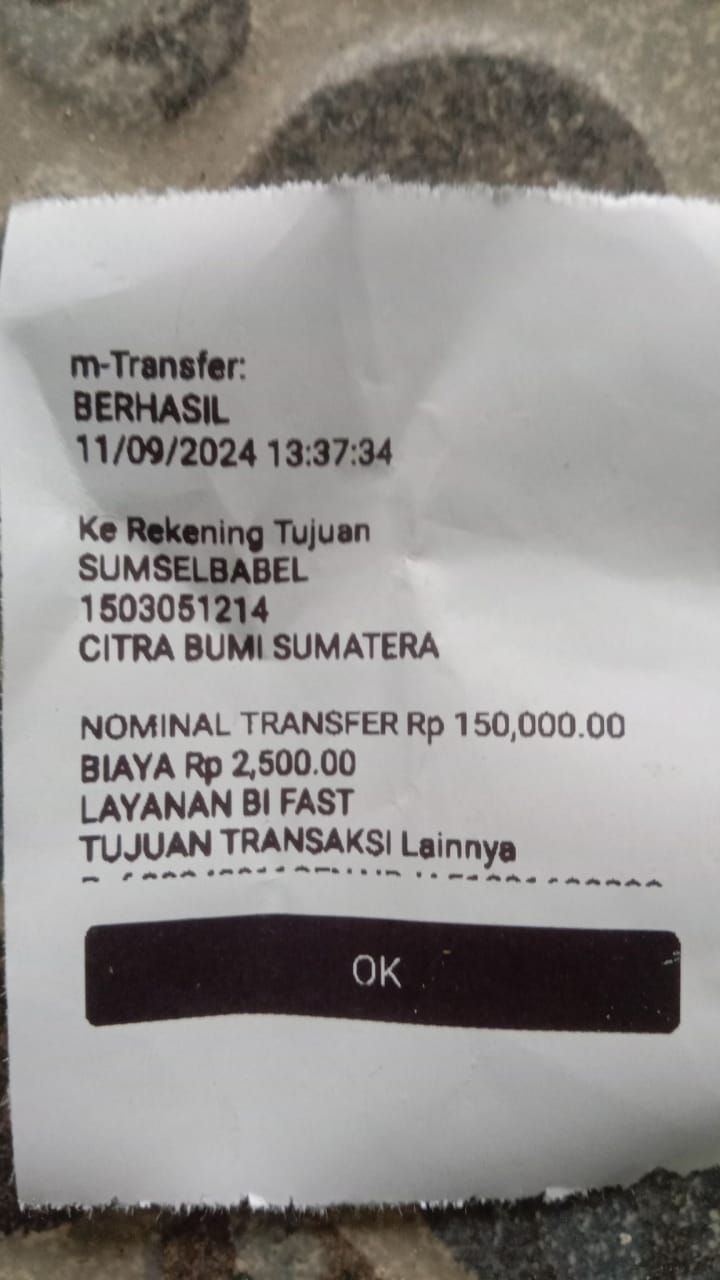 m-Transfer:
BERHASIL
11/09/2024 13:37:34
Ke Rekening Tujuan
SUMSELBABEL
1503051214
CITRA BUMI SUMATERA
NOMINAL TRANSFER Rp 150,000.00
BIAYA Rp 2,500.00
LAYANAN BI FAST
TUJUAN TRANSAKSI Lainnya
OK